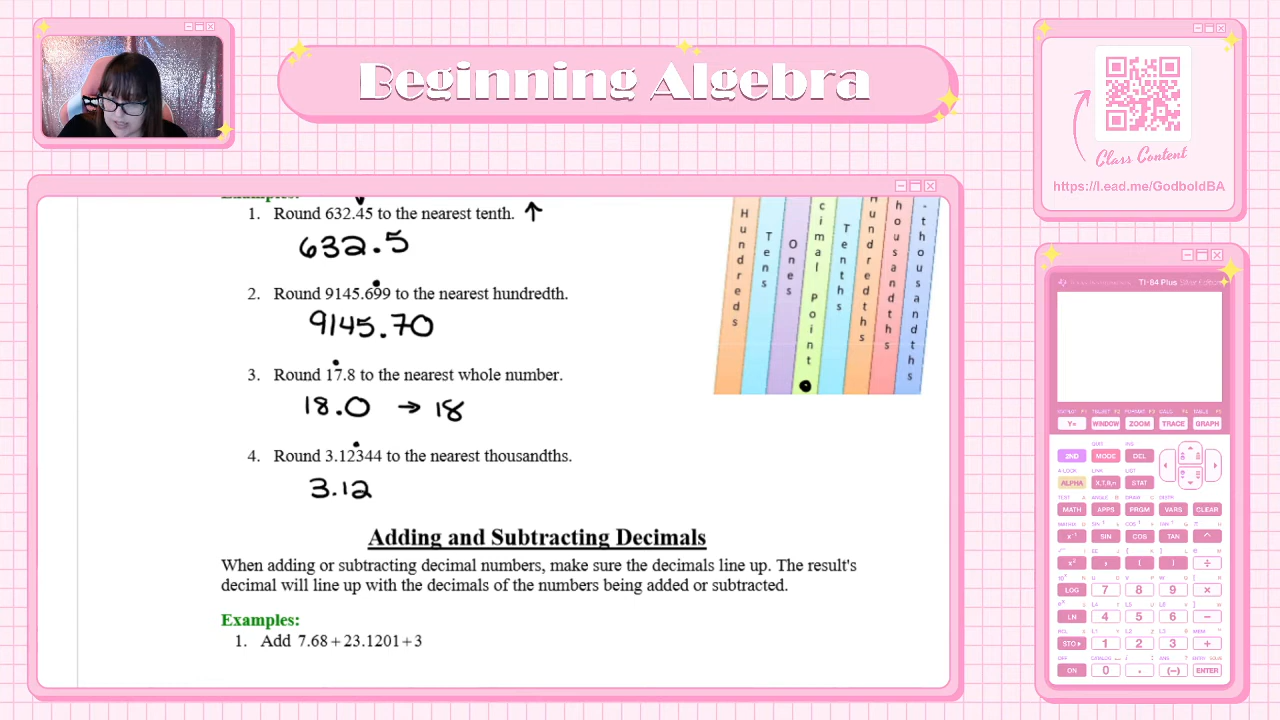 Beginning Algebra
Class Content
https://l.ead.me/GodboldBA
Examples:
1. Round 632.45 to the nearest tenth. ↑
632.5
2. Round 9145.699 to the nearest hundredth.
9145.70
3. Round 17.8 to the nearest whole number.
18.0 → 18
4. Round 3.12344 to the nearest thousandths.
3.12
Hundreds
Tens
Ones
cimal Point
Tenths
Hundredths
housandths
-thousandths
Adding and Subtracting Decimals
When adding or subtracting decimal numbers, make sure the decimals line up. The result's
decimal will line up with the decimals of the numbers being added or subtracted.
Examples:
1. Add 7.68 + 23.1201 + 3
TI-84 Plus
Y= WINDOW ZOOM TRACE GRAPH
2ND MODE DEL
ALPHA X,T,θ,n STAT
MATH APPS PRGM VARS CLEAR
x⁻¹ SIN COS TAN ^
x² , ( ) ÷
LOG 7 8 9 ×
LN 4 5 6 −
STO▸ 1 2 3 +
ON 0 . (−) ENTER